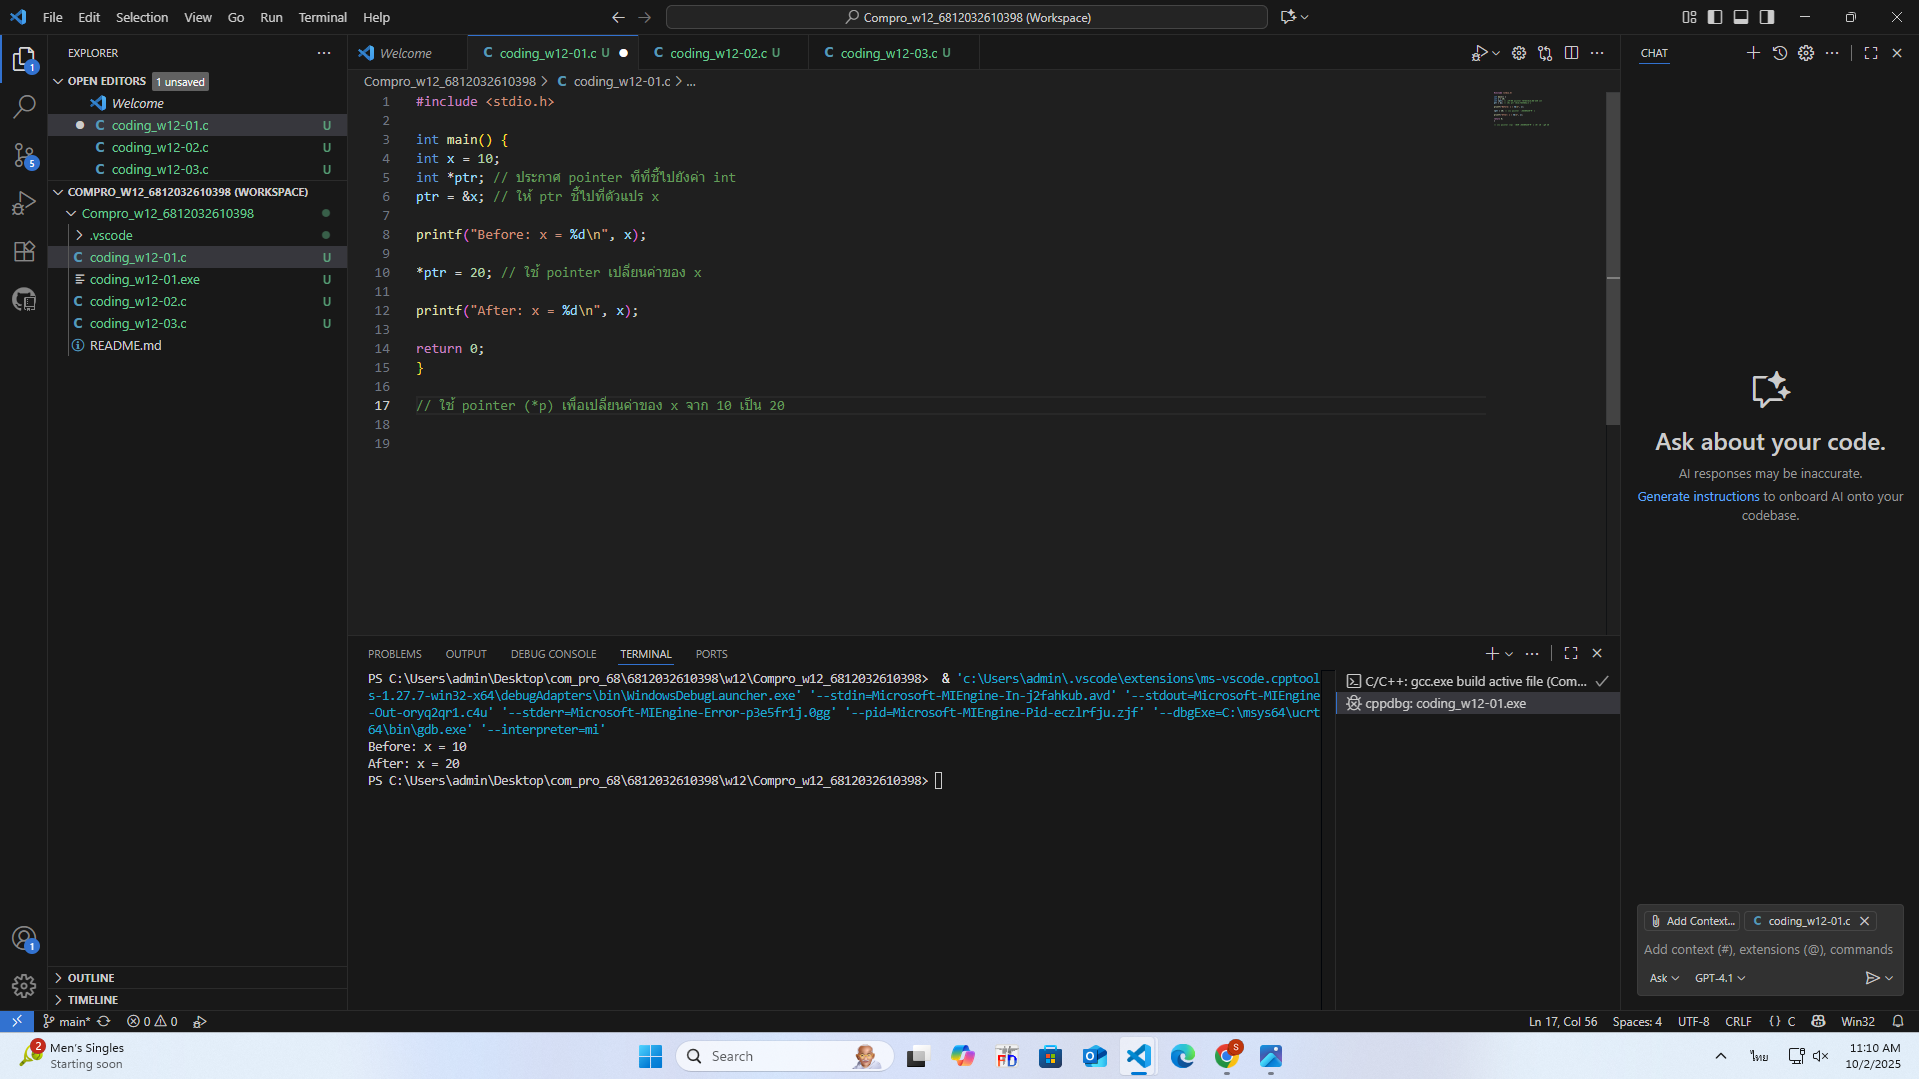 File Edit Selection View Go Run Terminal Help
Compro_w12_6812032610398 (Workspace)
EXPLORER
OPEN EDITORS 1 unsaved
Welcome
coding_w12-01.c U
coding_w12-02.c U
coding_w12-03.c U
COMPRO_W12_6812032610398 (WORKSPACE)
Compro_w12_6812032610398
.vscode
coding_w12-01.c U
coding_w12-01.exe U
coding_w12-02.c U
coding_w12-03.c U
README.md
OUTLINE
TIMELINE
1
5
1
Welcome coding_w12-01.c U coding_w12-02.c U coding_w12-03.c U
Compro_w12_6812032610398 > C coding_w12-01.c > ...
1 #include <stdio.h>
2
3 int main() {
4 int x = 10;
5 int *ptr; // ประกาศ pointer ที่ที่ชี้ไปยังค่า int
6 ptr = &x; // ให้ ptr ชี้ไปที่ตัวแปร x
7
8 printf("Before: x = %d\n", x);
9
10 *ptr = 20; // ใช้ pointer เปลี่ยนค่าของ x
11
12 printf("After: x = %d\n", x);
13
14 return 0;
15 }
16
17 // ใช้ pointer (*p) เพื่อเปลี่ยนค่าของ x จาก 10 เป็น 20
18
19
PROBLEMS OUTPUT DEBUG CONSOLE TERMINAL PORTS
PS C:\Users\admin\Desktop\com_pro_68\6812032610398\w12\Compro_w12_6812032610398> & 'c:\Users\admin\.vscode\extensions\ms-vscode.cpptool
s-1.27.7-win32-x64\debugAdapters\bin\WindowsDebugLauncher.exe' '--stdin=Microsoft-MIEngine-In-j2fahkub.avd' '--stdout=Microsoft-MIEngine
-Out-oryq2qr1.c4u' '--stderr=Microsoft-MIEngine-Error-p3e5fr1j.0gg' '--pid=Microsoft-MIEngine-Pid-eczlrfju.zjf' '--dbgExe=C:\msys64\ucrt
64\bin\gdb.exe' '--interpreter=mi'
Before: x = 10
After: x = 20
PS C:\Users\admin\Desktop\com_pro_68\6812032610398\w12\Compro_w12_6812032610398>
C/C++: gcc.exe build active file (Com...
cppdbg: coding_w12-01.exe
CHAT
Ask about your code.
AI responses may be inaccurate.
Generate instructions to onboard AI onto your
codebase.
Add Context... C coding_w12-01.c
Add context (#), extensions (@), commands
Ask GPT-4.1
main* 0 0
Ln 17, Col 56 Spaces: 4 UTF-8 CRLF {} C Win32
2
Men's Singles
Starting soon
Search
S
ไทย
11:10 AM
10/2/2025